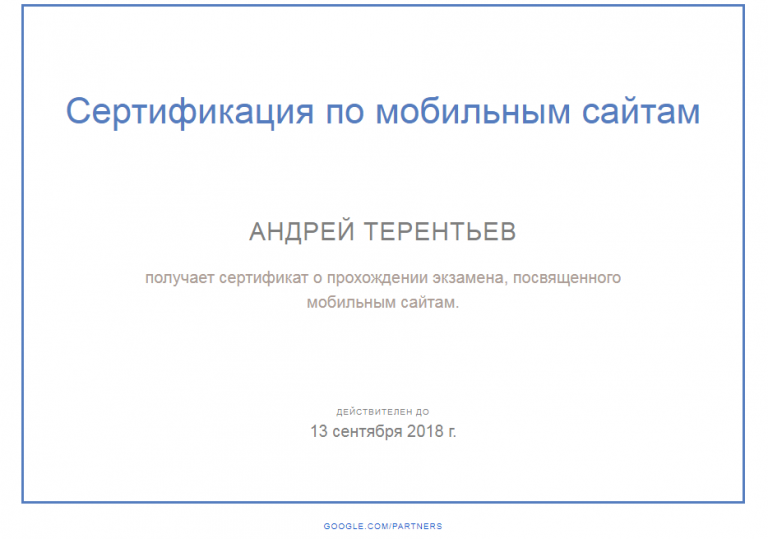 Сертификация по мобильным сайтам
АНДРЕЙ ТЕРЕНТЬЕВ
получает сертификат о прохождении экзамена, посвященного
мобильным сайтам.
ДЕЙСТВИТЕЛЕН ДО
13 сентября 2018 г.
GOOGLE.COM/PARTNERS